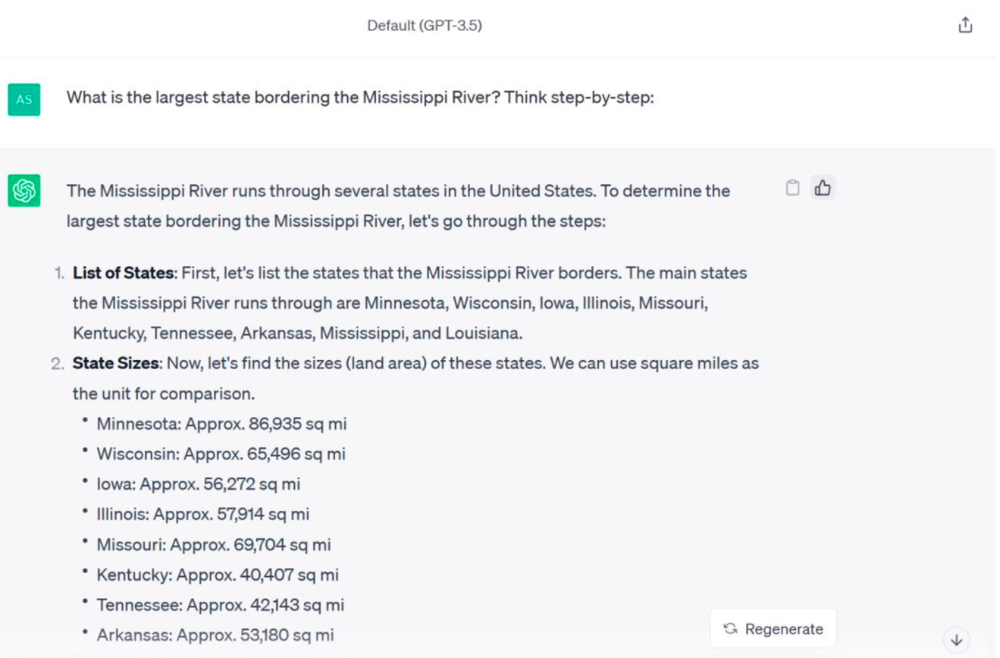 Default (GPT-3.5)
AS
What is the largest state bordering the Mississippi River? Think step-by-step:
The Mississippi River runs through several states in the United States. To determine the
largest state bordering the Mississippi River, let's go through the steps:
1. List of States: First, let's list the states that the Mississippi River borders. The main states
the Mississippi River runs through are Minnesota, Wisconsin, Iowa, Illinois, Missouri,
Kentucky, Tennessee, Arkansas, Mississippi, and Louisiana.
2. State Sizes: Now, let's find the sizes (land area) of these states. We can use square miles as
the unit for comparison.
• Minnesota: Approx. 86,935 sq mi
• Wisconsin: Approx. 65,496 sq mi
• Iowa: Approx. 56,272 sq mi
• Illinois: Approx. 57,914 sq mi
• Missouri: Approx. 69,704 sq mi
• Kentucky: Approx. 40,407 sq mi
• Tennessee: Approx. 42,143 sq mi
• Arkansas: Approx. 53,180 sq mi
Regenerate